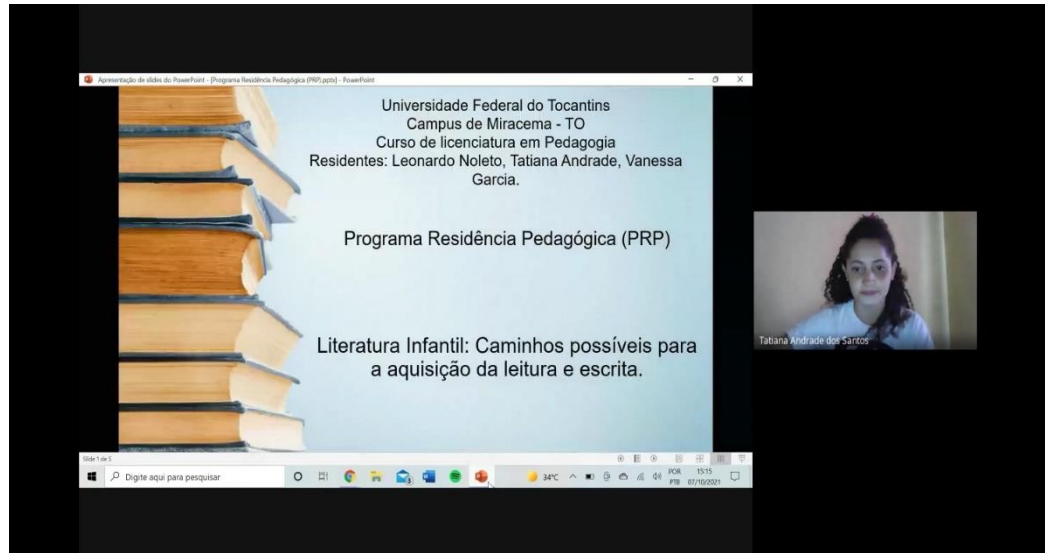 Apresentação de slides do PowerPoint - [Programa Residência Pedagógica (PRP).pptx] - PowerPoint
Universidade Federal do Tocantins
Campus de Miracema - TO
Curso de licenciatura em Pedagogia
Residentes: Leonardo Noleto, Tatiana Andrade, Vanessa
Garcia.
Programa Residência Pedagógica (PRP)
Literatura Infantil: Caminhos possíveis para
a aquisição da leitura e escrita.
Tatiana Andrade dos Santos
Slide 1 de 5
Digite aqui para pesquisar
3
34°C
POR
PTB
15:15
07/10/2021